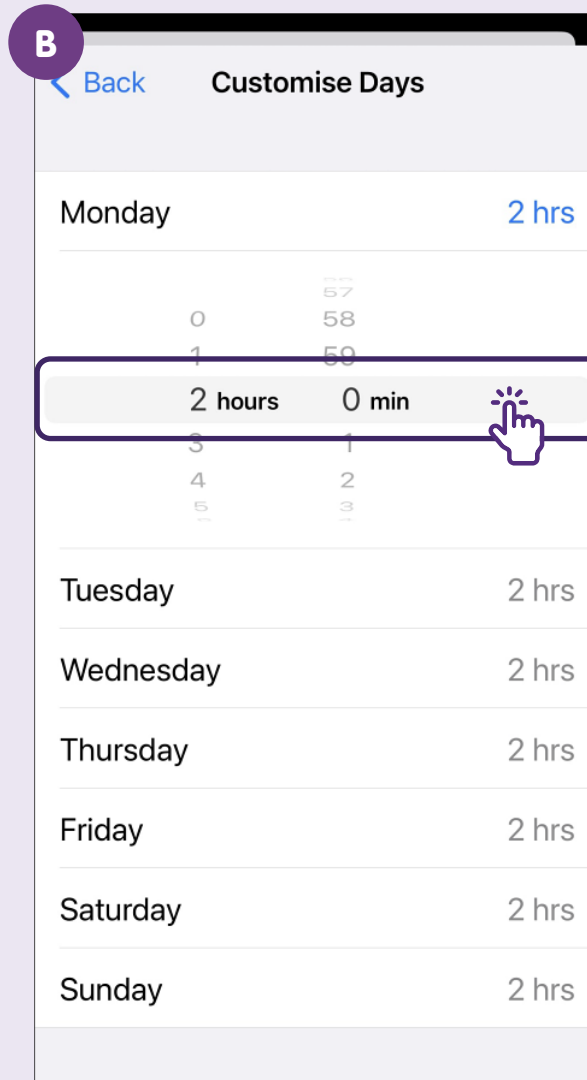 B
Back Customise Days
Monday 2 hrs
57
0 58
1 59
2 hours 0 min
3 1
4 2
5 3
Tuesday 2 hrs
Wednesday 2 hrs
Thursday 2 hrs
Friday 2 hrs
Saturday 2 hrs
Sunday 2 hrs